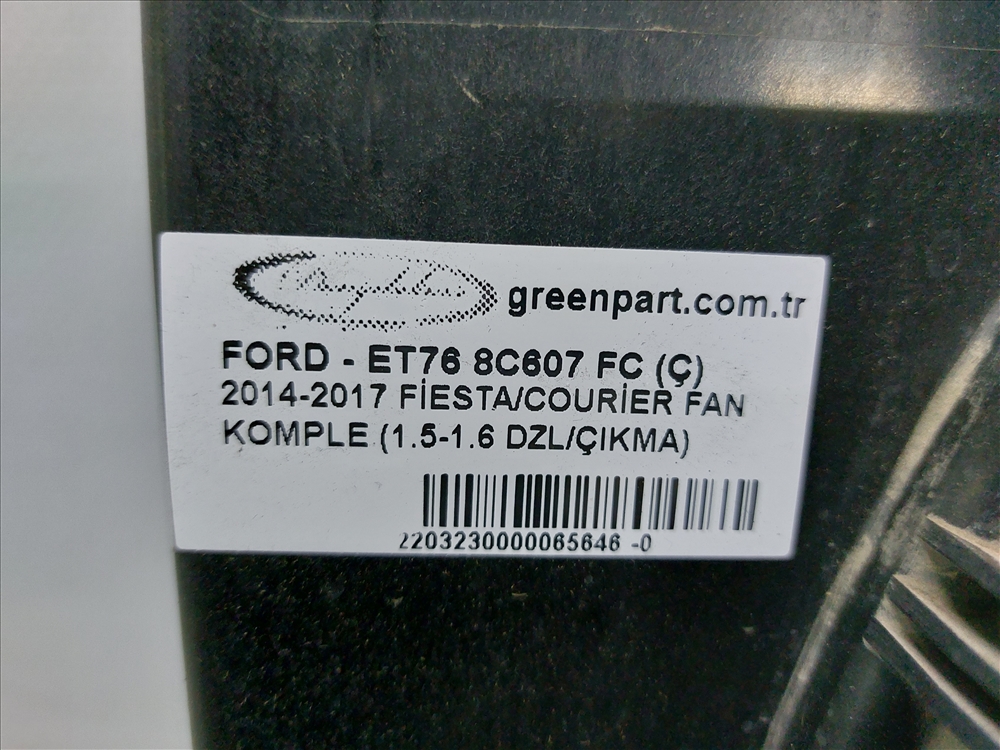 greenpart.com.tr
FORD - ET76 8C607 FC (Ç)
2014-2017 FİESTA/COURİER FAN
KOMPLE (1.5-1.6 DZL/ÇIKMA)
2203230000065646 -0